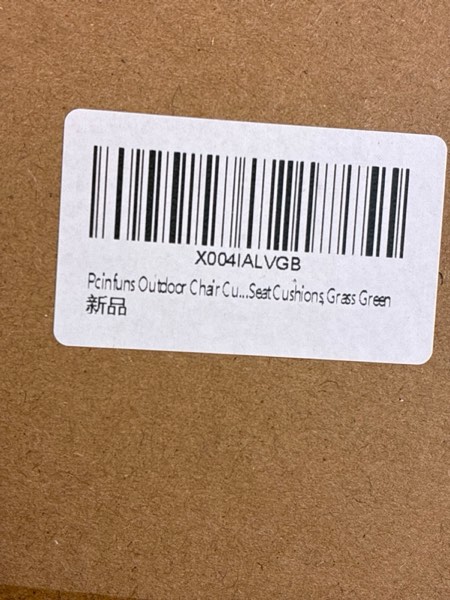 X004IALVGB
Pcinfuns Outdoor Chair Cu...Seat Cushions, Grass Green
新品